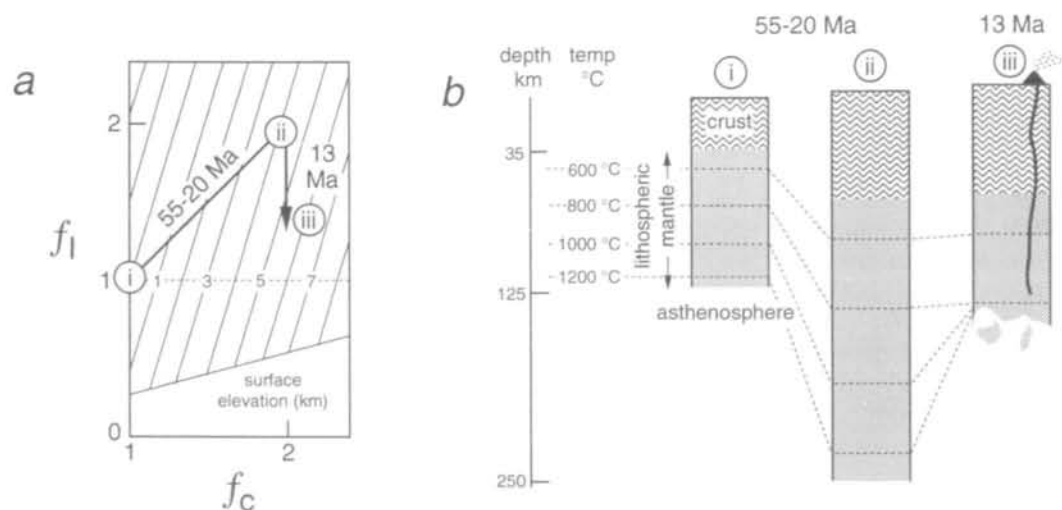 a
2
1
0
f_l
1
2
f_c
i
ii
iii
55-20 Ma
13
Ma
1 3 5 7
surface
elevation (km)
b
55-20 Ma 13 Ma
depth temp
km °C
i ii iii
crust
35
600 °C
800 °C
1000 °C
1200 °C
lithospheric
mantle
125
asthenosphere
250